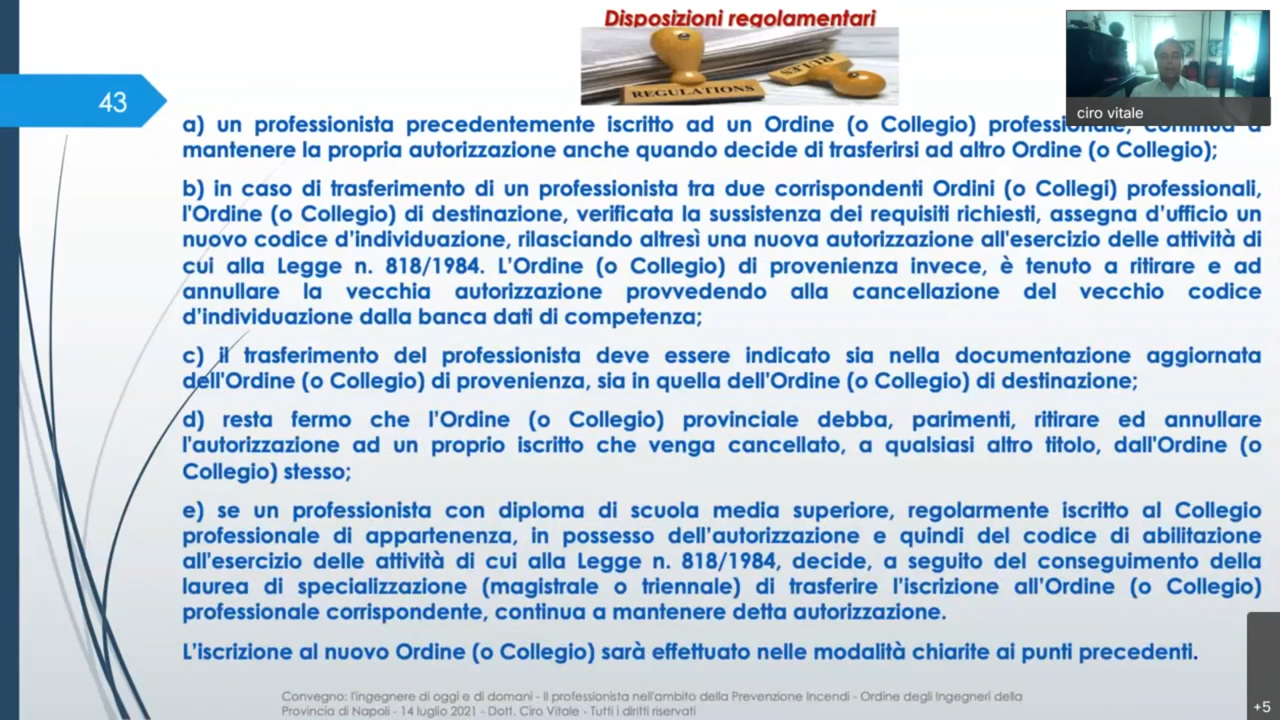 Disposizioni regolamentari
REGULATIONS
RULES
43
ciro vitale
a) un professionista precedentemente iscritto ad un Ordine (o Collegio) professionale, continua a
mantenere la propria autorizzazione anche quando decide di trasferirsi ad altro Ordine (o Collegio);
b) in caso di trasferimento di un professionista tra due corrispondenti Ordini (o Collegi) professionali,
l'Ordine (o Collegio) di destinazione, verificata la sussistenza dei requisiti richiesti, assegna d'ufficio un
nuovo codice d'individuazione, rilasciando altresì una nuova autorizzazione all'esercizio delle attività di
cui alla Legge n. 818/1984. L'Ordine (o Collegio) di provenienza invece, è tenuto a ritirare e ad
annullare la vecchia autorizzazione provvedendo alla cancellazione del vecchio codice
d'individuazione dalla banca dati di competenza;
c) il trasferimento del professionista deve essere indicato sia nella documentazione aggiornata
dell'Ordine (o Collegio) di provenienza, sia in quella dell'Ordine (o Collegio) di destinazione;
d) resta fermo che l'Ordine (o Collegio) provinciale debba, parimenti, ritirare ed annullare
l'autorizzazione ad un proprio iscritto che venga cancellato, a qualsiasi altro titolo, dall'Ordine (o
Collegio) stesso;
e) se un professionista con diploma di scuola media superiore, regolarmente iscritto al Collegio
professionale di appartenenza, in possesso dell'autorizzazione e quindi del codice di abilitazione
all'esercizio delle attività di cui alla Legge n. 818/1984, decide, a seguito del conseguimento della
laurea di specializzazione (magistrale o triennale) di trasferire l'iscrizione all'Ordine (o Collegio)
professionale corrispondente, continua a mantenere detta autorizzazione.
L'iscrizione al nuovo Ordine (o Collegio) sarà effettuato nelle modalità chiarite ai punti precedenti.
Convegno: l'ingegnere di oggi e di domani - Il professionista nell'ambito della Prevenzione Incendi - Ordine degli Ingegneri della
Provincia di Napoli - 14 luglio 2021 - Dott. Ciro Vitale - Tutti i diritti riservati
+5